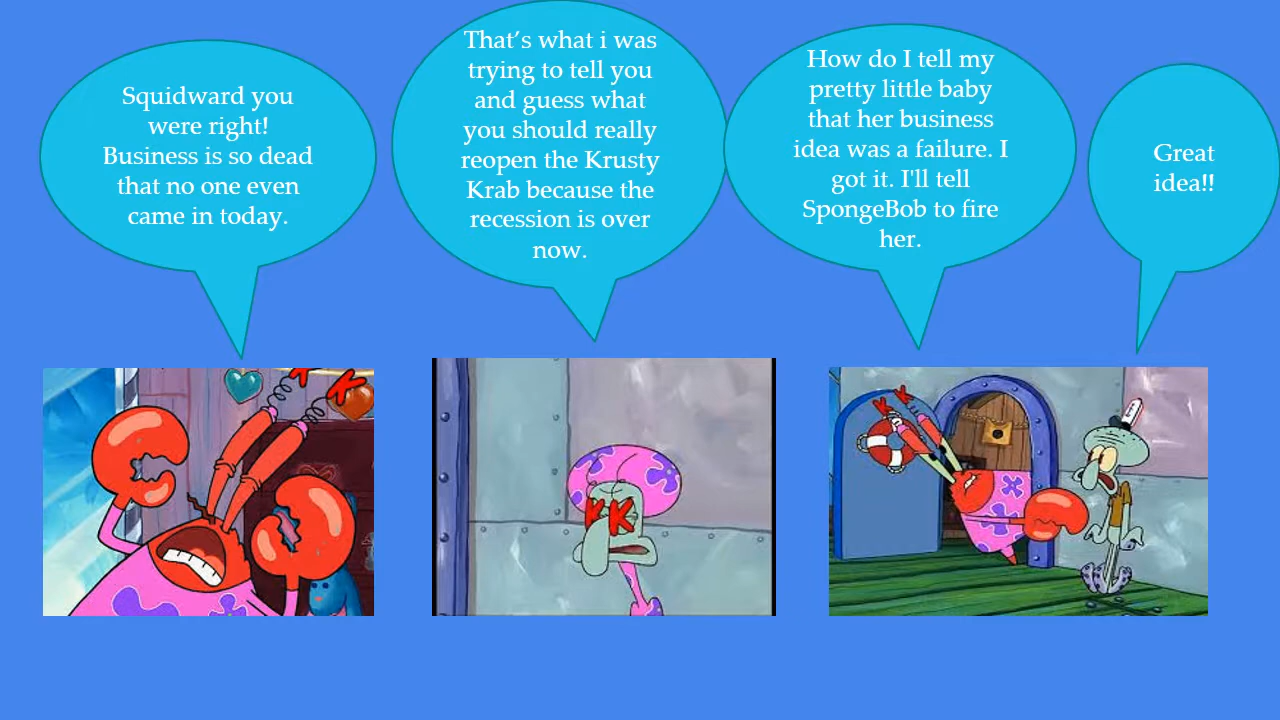 Squidward you
were right!
Business is so dead
that no one even
came in today.
That’s what i was
trying to tell you
and guess what
you should really
reopen the Krusty
Krab because the
recession is over
now.
How do I tell my
pretty little baby
that her business
idea was a failure. I
got it. I'll tell
SpongeBob to fire
her.
Great
idea!!
K
K
K K
K K